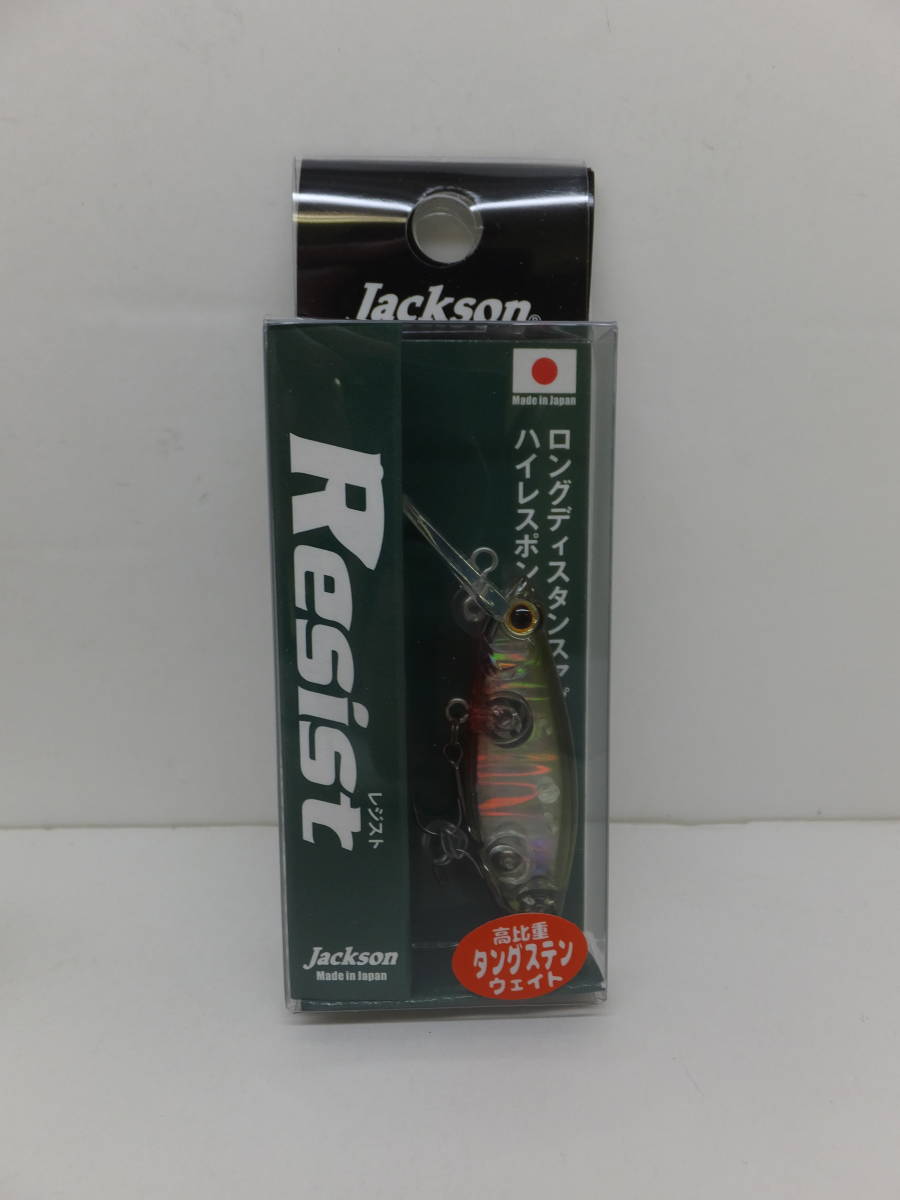 Jackson®
Made in Japan
ロングディスタンス
ハイレスポン
Resist
レジスト
Jackson
Made in Japan
高比重
タングステン
ウェイト